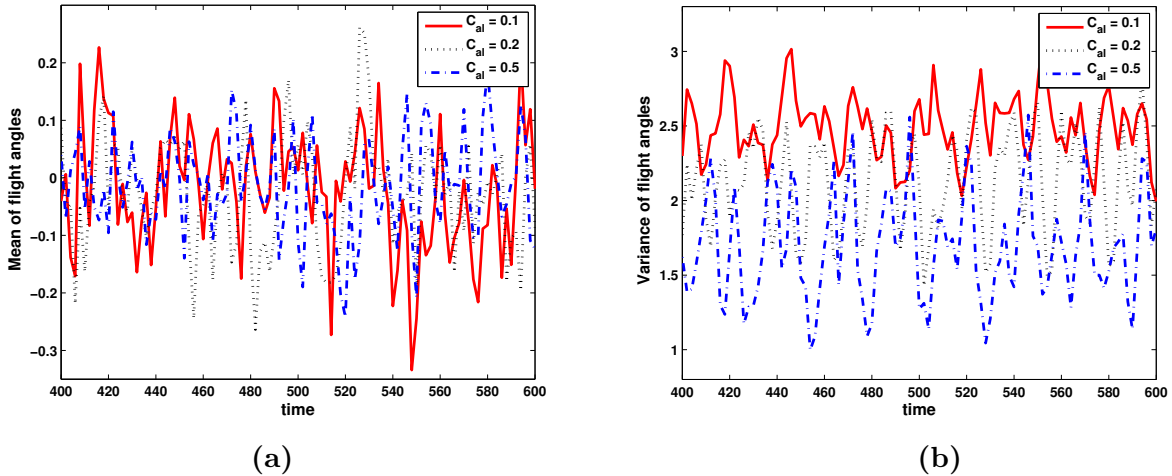 C_al = 0.1
C_al = 0.2
C_al = 0.5
0.2
0.1
0
−0.1
−0.2
−0.3
Mean of flight angles
400 420 440 460 480 500 520 540 560 580 600
time
(a)
C_al = 0.1
C_al = 0.2
C_al = 0.5
3
2.5
2
1.5
1
Variance of flight angles
400 420 440 460 480 500 520 540 560 580 600
time
(b)